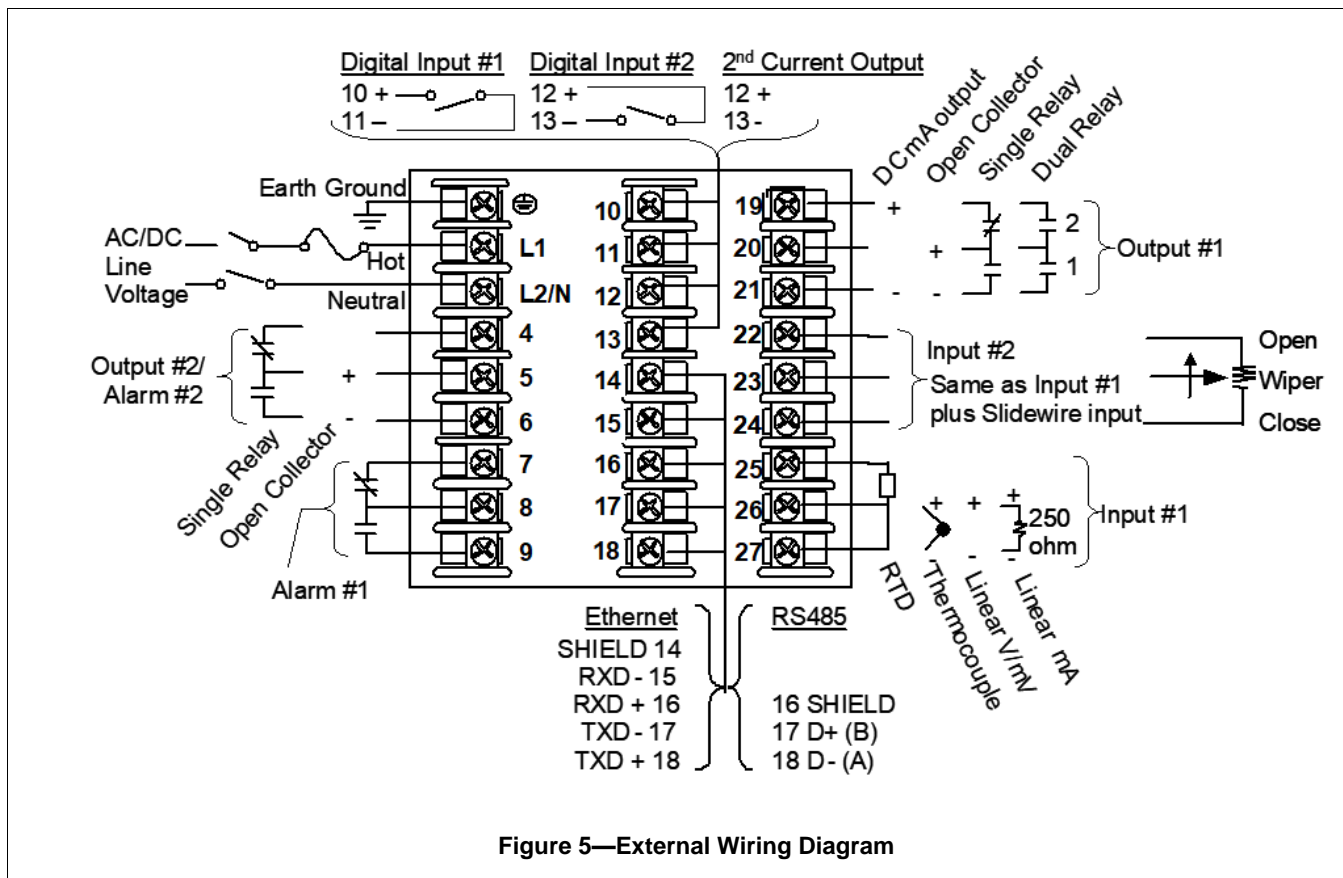 Digital Input #1 Digital Input #2 2nd Current Output
10 + 12 + 12 +
11 – 13 – 13 -
DC mA output
Open Collector
Single Relay
Dual Relay
Earth Ground
10
19 +
AC/DC
Line
Voltage
Hot
L1
11
20 +
2
1
Output #1
Neutral
L2/N
12
21 - -
Output #2/
Alarm #2
4
13
22
Input #2
Same as Input #1
plus Slidewire input
Open
Wiper
Close
+
5
14
23
-
6
15
24
Single Relay
Open Collector
7
16
25
8
17
26
9
18
27
Alarm #1
+ + +
250
ohm
- -
Input #1
RTD
Thermocouple
Linear V/mV
Linear mA
Ethernet RS485
SHIELD 14
RXD - 15
RXD + 16 16 SHIELD
TXD - 17 17 D+ (B)
TXD + 18 18 D- (A)
Figure 5—External Wiring Diagram